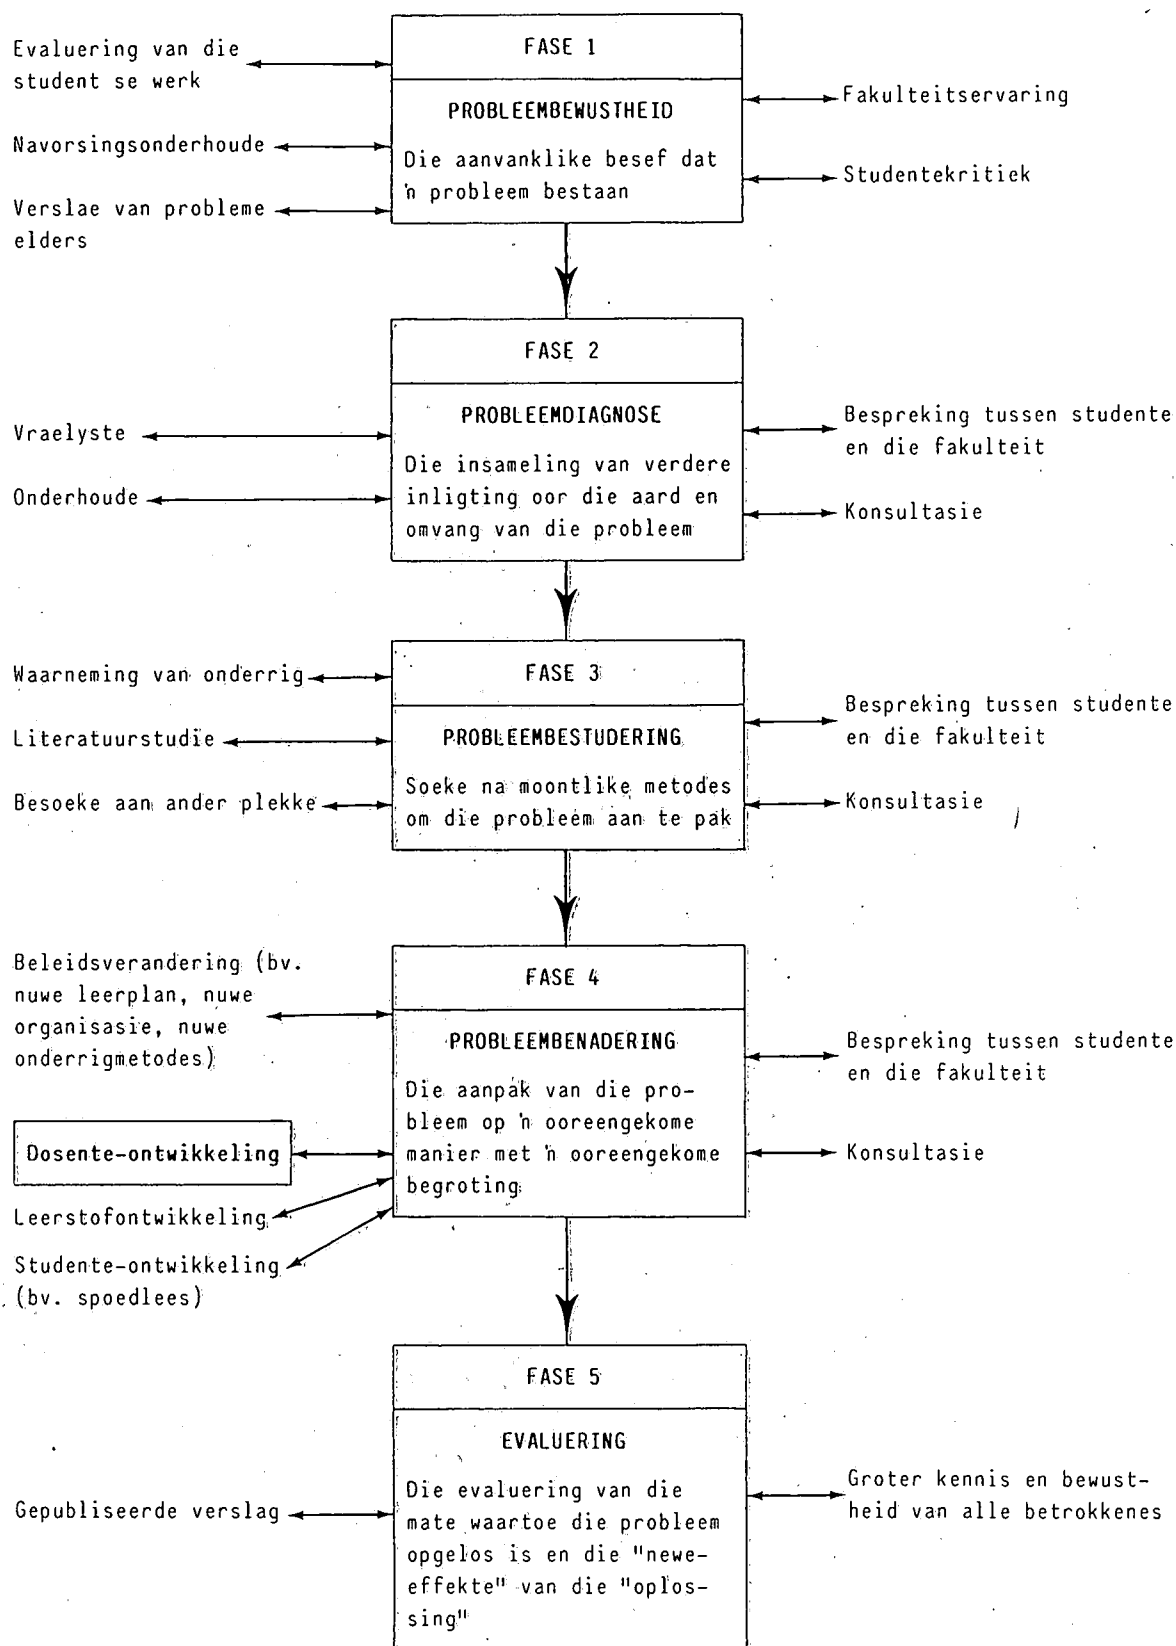 FASE 1
PROBLEEMBEWUSTHEID
Die aanvanklike besef dat
'n probleem bestaan
Evaluering van die
student se werk
Navorsingsonderhoude
Verslae van probleme
elders
Fakulteitservaring
Studentekritiek
FASE 2
PROBLEEMDIAGNOSE
Die insameling van verdere
inligting oor die aard en
omvang van die probleem
Vraelyste
Onderhoude
Bespreking tussen studente
en die fakulteit
Konsultasie
FASE 3
PROBLEEMBESTUDERING
Soeke na moontlike metodes
om die probleem aan te pak
Waarneming van onderrig
Literatuurstudie
Besoeke aan ander plekke
Bespreking tussen studente
en die fakulteit
Konsultasie
FASE 4
PROBLEEMBENADERING
Die aanpak van die pro-
bleem op 'n ooreengekome
manier met 'n ooreengekome
begroting
Beleidsverandering (bv.
nuwe leerplan, nuwe
organisasie, nuwe
onderrigmetodes)
Dosente-ontwikkeling
Leerstofontwikkeling
Studente-ontwikkeling
(bv. spoedlees)
Bespreking tussen studente
en die fakulteit
Konsultasie
FASE 5
EVALUERING
Die evaluering van die
mate waartoe die probleem
opgelos is en die "newe-
effekte" van die "oplos-
sing"
Gepubliseerde verslag
Groter kennis en bewust-
heid van alle betrokkenes